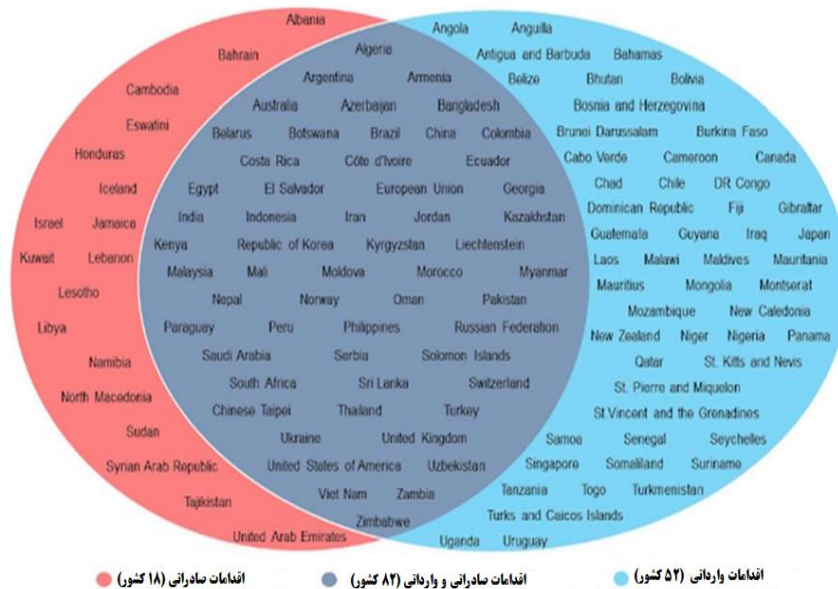 Albania
Bahrain
Cambodia
Eswatini
Honduras
Iceland
Israel Jamaica
Kuwait Lebanon
Lesotho
Libya
Namibia
North Macedonia
Sudan
Syrian Arab Republic
Tajikistan
United Arab Emirates
Algeria
Argentina Armenia
Australia Azerbaijan Bangladesh
Belarus Botswana Brazil China Colombia
Costa Rica Côte d'Ivoire Ecuador
Egypt El Salvador European Union Georgia
India Indonesia Iran Jordan Kazakhstan
Kenya Republic of Korea Kyrgyzstan Liechtenstein
Malaysia Mali Moldova Morocco Myanmar
Nepal Norway Oman Pakistan
Paraguay Peru Philippines Russian Federation
Saudi Arabia Serbia Solomon Islands
South Africa Sri Lanka Switzerland
Chinese Taipei Thailand Turkey
Ukraine United Kingdom
United States of America Uzbekistan
Viet Nam Zambia
Zimbabwe
Angola Anguilla
Antigua and Barbuda Bahamas
Belize Bhutan Bolivia
Bosnia and Herzegovina
Brunei Darussalam Burkina Faso
Cabo Verde Cameroon Canada
Chad Chile DR Congo
Dominican Republic Fiji Gibraltar
Guatemala Guyana Iraq Japan
Laos Malawi Maldives Mauritania
Mauritius Mongolia Montserrat
Mozambique New Caledonia
New Zealand Niger Nigeria Panama
Qatar St. Kitts and Nevis
St. Pierre and Miquelon
St Vincent and the Grenadines
Samoa Senegal Seychelles
Singapore Somaliland Suriname
Tanzania Togo Turkmenistan
Turks and Caicos Islands
Uganda Uruguay
اقدامات وارداتی (۵۲ کشور)
اقدامات صادراتی و وارداتی (۸۲ کشور)
اقدامات صادراتی (۱۸ کشور)